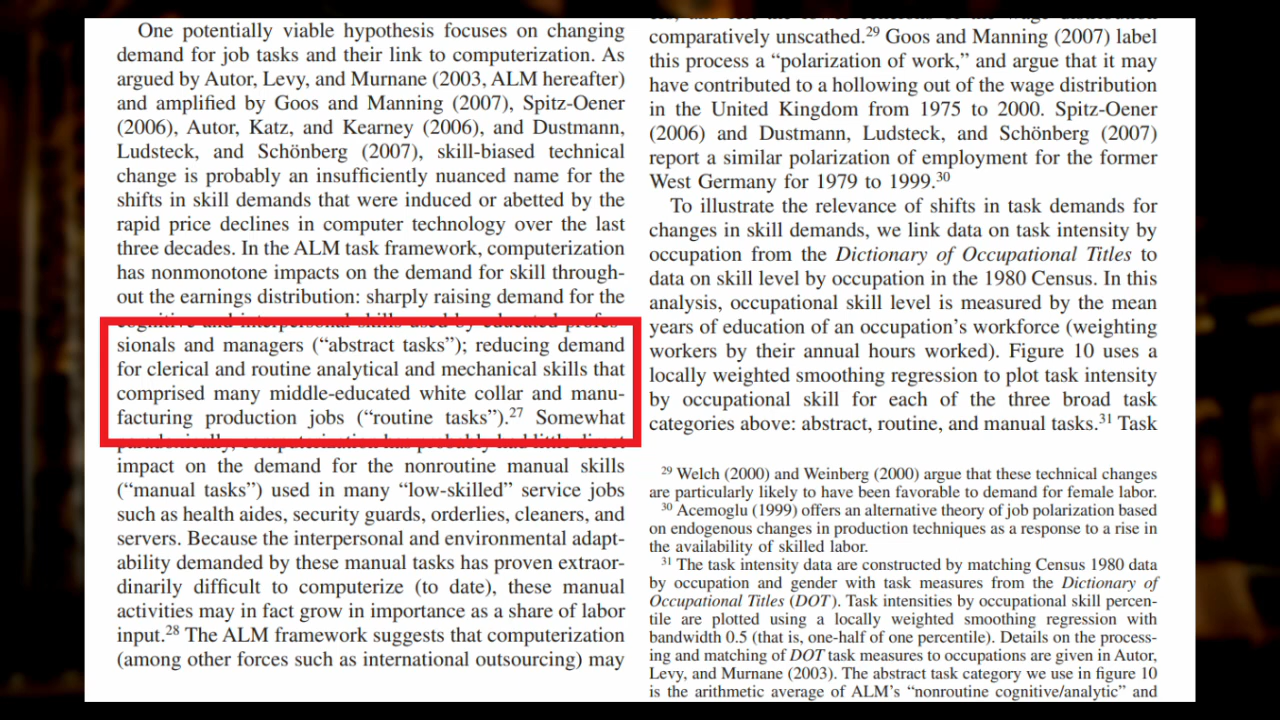 One potentially viable hypothesis focuses on changing
demand for job tasks and their link to computerization. As
argued by Autor, Levy, and Murnane (2003, ALM hereafter)
and amplified by Goos and Manning (2007), Spitz-Oener
(2006), Autor, Katz, and Kearney (2006), and Dustmann,
Ludsteck, and Schönberg (2007), skill-biased technical
change is probably an insufficiently nuanced name for the
shifts in skill demands that were induced or abetted by the
rapid price declines in computer technology over the last
three decades. In the ALM task framework, computerization
has nonmonotone impacts on the demand for skill through-
out the earnings distribution: sharply raising demand for the
cognitive and interpersonal skills used by educated profes-
sionals and managers (“abstract tasks”); reducing demand
for clerical and routine analytical and mechanical skills that
comprised many middle-educated white collar and manu-
facturing production jobs (“routine tasks”).27 Somewhat
paradoxically, computerization has probably had little direct
impact on the demand for the nonroutine manual skills
(“manual tasks”) used in many “low-skilled” service jobs
such as health aides, security guards, orderlies, cleaners, and
servers. Because the interpersonal and environmental adapt-
ability demanded by these manual tasks has proven extraor-
dinarily difficult to computerize (to date), these manual
activities may in fact grow in importance as a share of labor
input.28 The ALM framework suggests that computerization
(among other forces such as international outsourcing) may
comparatively unscathed.29 Goos and Manning (2007) label
this process a “polarization of work,” and argue that it may
have contributed to a hollowing out of the wage distribution
in the United Kingdom from 1975 to 2000. Spitz-Oener
(2006) and Dustmann, Ludsteck, and Schönberg (2007)
report a similar polarization of employment for the former
West Germany for 1979 to 1999.30
To illustrate the relevance of shifts in task demands for
changes in skill demands, we link data on task intensity by
occupation from the Dictionary of Occupational Titles to
data on skill level by occupation in the 1980 Census. In this
analysis, occupational skill level is measured by the mean
years of education of an occupation’s workforce (weighting
workers by their annual hours worked). Figure 10 uses a
locally weighted smoothing regression to plot task intensity
by occupational skill for each of the three broad task
categories above: abstract, routine, and manual tasks.31 Task
29 Welch (2000) and Weinberg (2000) argue that these technical changes
are particularly likely to have been favorable to demand for female labor.
30 Acemoglu (1999) offers an alternative theory of job polarization based
on endogenous changes in production techniques as a response to a rise in
the availability of skilled labor.
31 The task intensity data are constructed by matching Census 1980 data
by occupation and gender with task measures from the Dictionary of
Occupational Titles (DOT). Task intensities by occupational skill percen-
tile are plotted using a locally weighted smoothing regression with
bandwidth 0.5 (that is, one-half of one percentile). Details on the process-
ing and matching of DOT task measures to occupations are given in Autor,
Levy, and Murnane (2003). The abstract task category we use in figure 10
is the arithmetic average of ALM’s “nonroutine cognitive/analytic” and